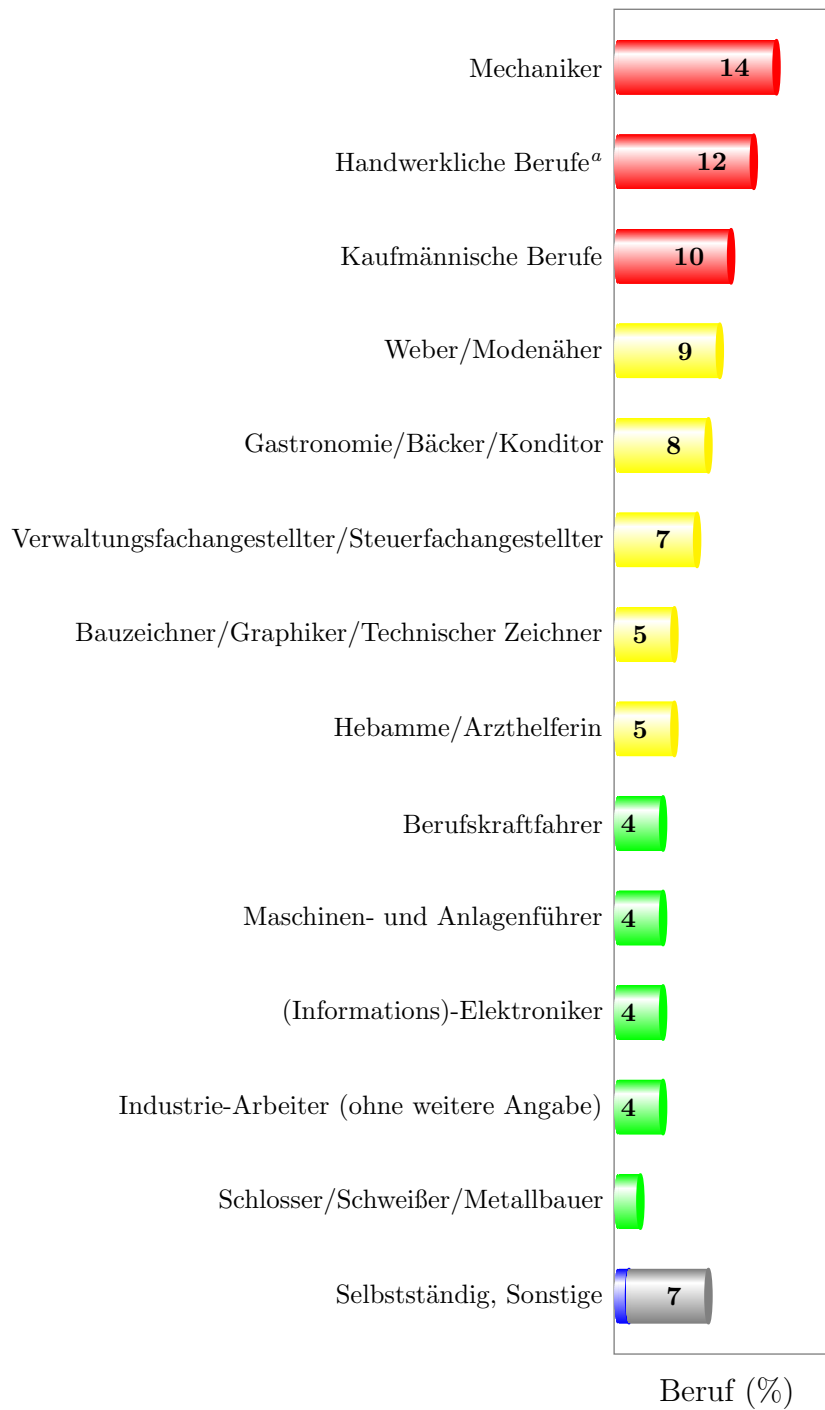 Mechaniker 14
Handwerkliche Berufe^a 12
Kaufmännische Berufe 10
Weber/Modenäher 9
Gastronomie/Bäcker/Konditor 8
Verwaltungsfachangestellter/Steuerfachangestellter 7
Bauzeichner/Graphiker/Technischer Zeichner 5
Hebamme/Arzthelferin 5
Berufskraftfahrer 4
Maschinen- und Anlagenführer 4
(Informations)-Elektroniker 4
Industrie-Arbeiter (ohne weitere Angabe) 4
Schlosser/Schweißer/Metallbauer
Selbstständig, Sonstige 7
Beruf (%)